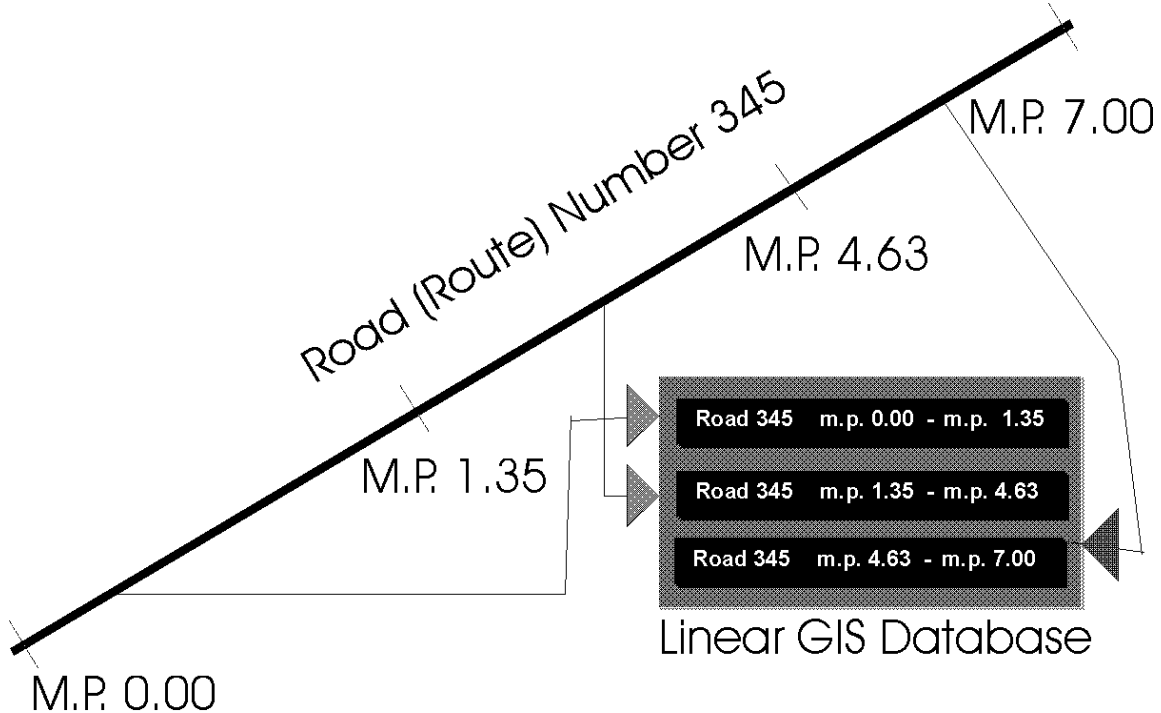 M.P. 7.00
Road (Route) Number 345
M.P. 4.63
M.P. 1.35
Road 345 m.p. 0.00 - m.p. 1.35
Road 345 m.p. 1.35 - m.p. 4.63
Road 345 m.p. 4.63 - m.p. 7.00
Linear GIS Database
M.P. 0.00